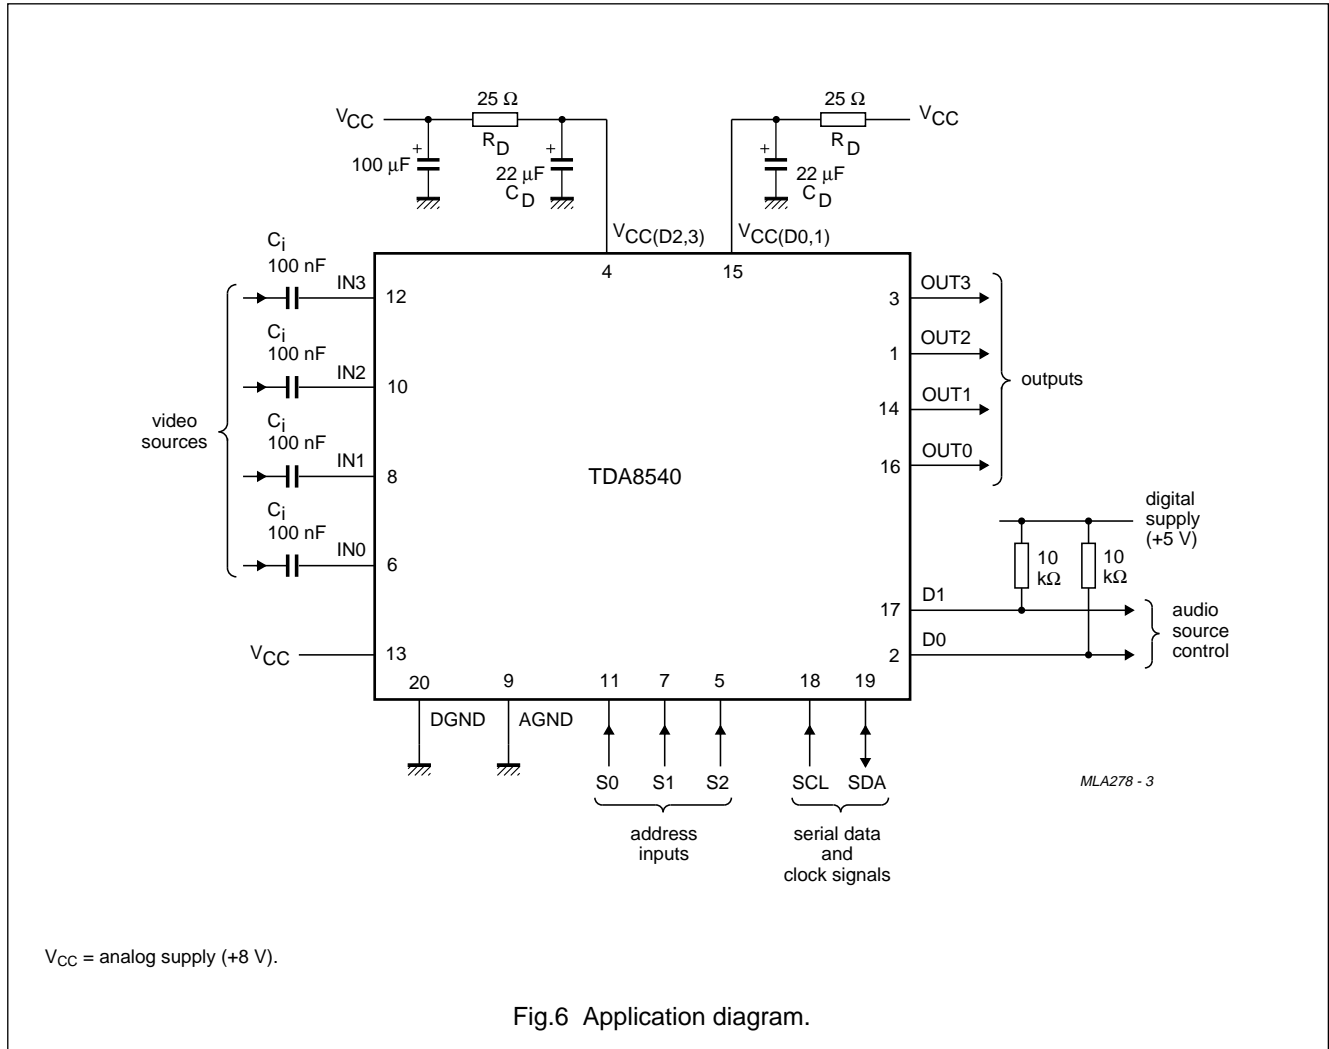 25 Ω
25 Ω
VCC
VCC
RD
RD
+
100 µF
+
22 µF
CD
+
22 µF
CD
VCC(D2,3)
VCC(D0,1)
4
15
Ci
100 nF
IN3
12
Ci
100 nF
IN2
10
Ci
100 nF
IN1
8
Ci
100 nF
IN0
6
video
sources
VCC
13
TDA8540
3
OUT3
1
OUT2
14
OUT1
16
OUT0
outputs
digital
supply
(+5 V)
10
kΩ
10
kΩ
17
D1
2
D0
audio
source
control
20
9
11
7
5
18
19
DGND
AGND
S0
S1
S2
SCL
SDA
address
inputs
serial data
and
clock signals
MLA278 - 3
VCC = analog supply (+8 V).
Fig.6 Application diagram.